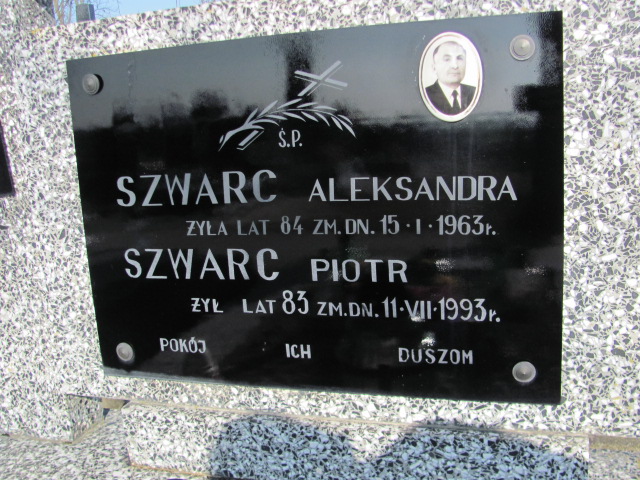 Ś.P.
SZWARC ALEKSANDRA
ŻYŁA LAT 84 ZM. DN. 15·I·1963r.
SZWARC PIOTR
ŻYŁ LAT 83 ZM.DN. 11·VII·1993r.
POKÓJ ICH DUSZOM